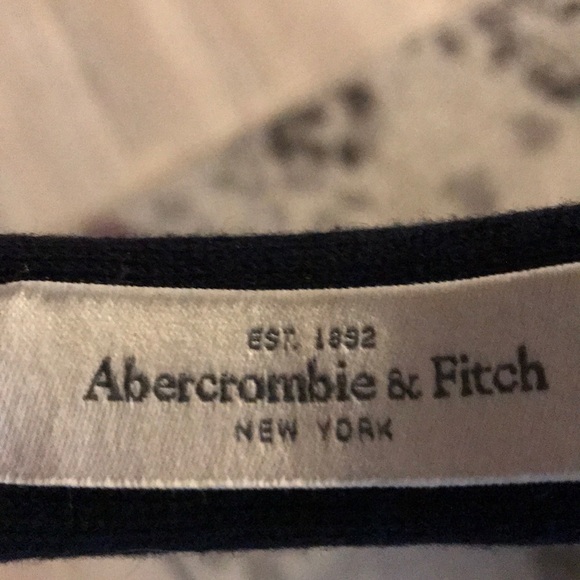 EST. 1892
Abercrombie & Fitch
NEW YORK